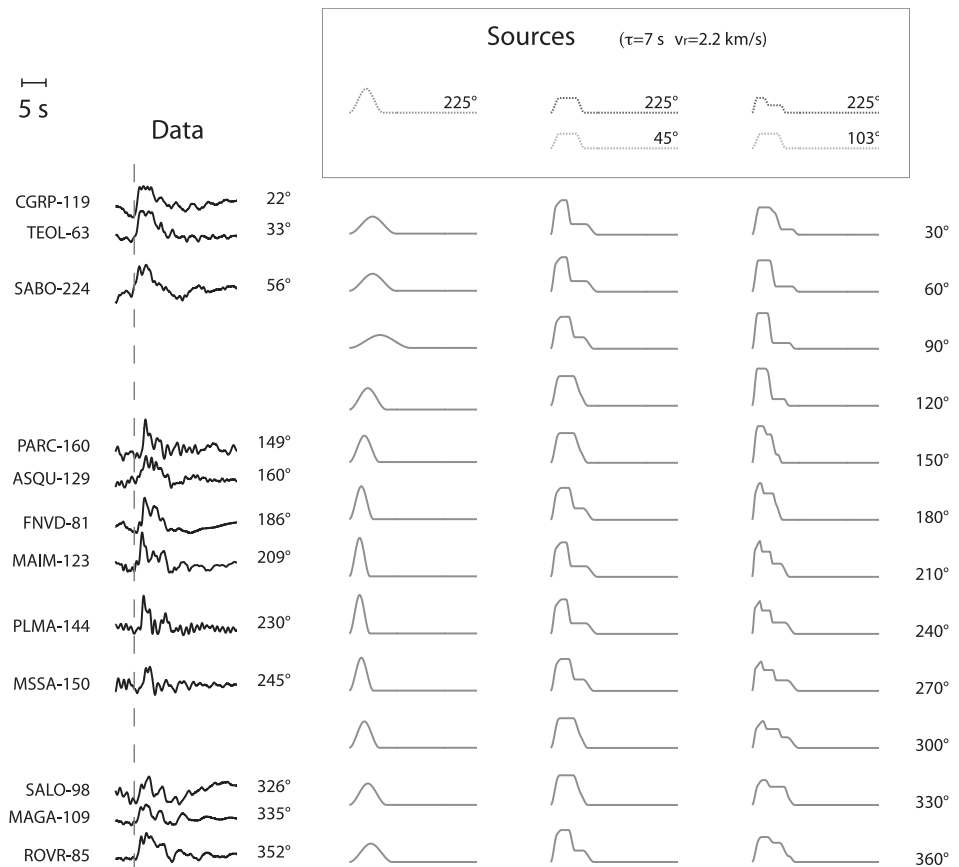 Sources (τ=7 s vr=2.2 km/s)
225° 225° 225°
45° 103°
5 s
Data
CGRP-119 22°
TEOL-63 33° 30°
SABO-224 56° 60°
90°
120°
PARC-160 149° 150°
ASQU-129 160°
FNVD-81 186° 180°
MAIM-123 209° 210°
PLMA-144 230° 240°
MSSA-150 245° 270°
300°
SALO-98 326° 330°
MAGA-109 335°
ROVR-85 352° 360°